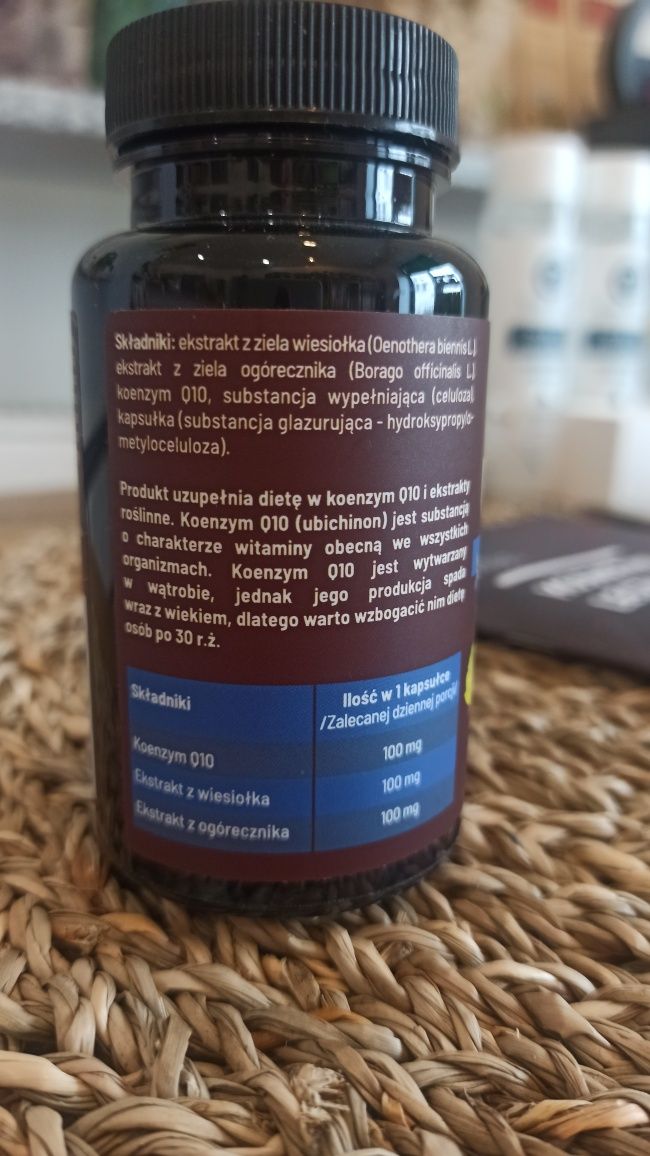 Składniki: ekstrakt z ziela wiesiołka (Oenothera biennis L.)
ekstrakt z ziela ogórecznika (Borago officinalis L.)
koenzym Q10, substancja wypełniająca (celuloza),
kapsułka (substancja glazurująca - hydroksypropylo-
metyloceluloza).
Produkt uzupełnia dietę w koenzym Q10 i ekstrakty
roślinne. Koenzym Q10 (ubichinon) jest substancją
o charakterze witaminy obecną we wszystkich
organizmach. Koenzym Q10 jest wytwarzany
w wątrobie, jednak jego produkcja spada
wraz z wiekiem, dlatego warto wzbogacić nim dietę
osób po 30 r.ż.
Składniki Ilość w 1 kapsułce
/Zalecanej dziennej porcji/
Koenzym Q10 100 mg
Ekstrakt z wiesiołka 100 mg
Ekstrakt z ogórecznika 100 mg